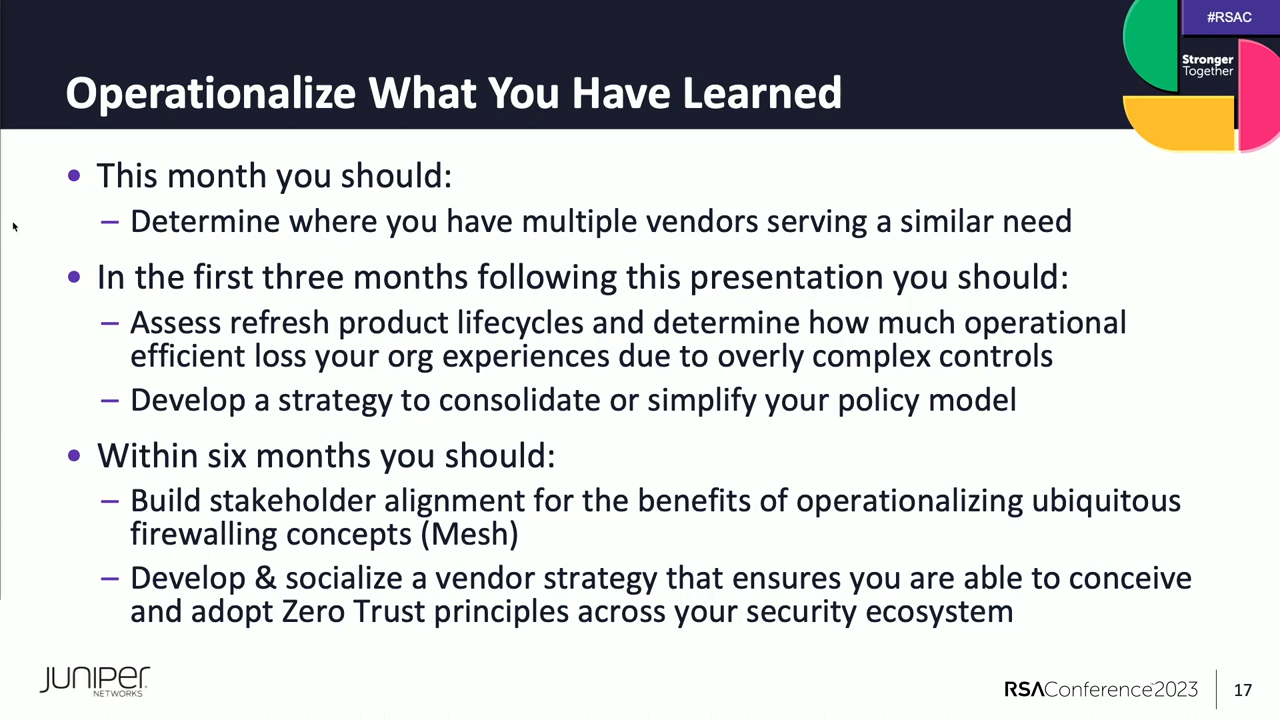 #RSAC
Stronger
Together
Operationalize What You Have Learned
• This month you should:
– Determine where you have multiple vendors serving a similar need
• In the first three months following this presentation you should:
– Assess refresh product lifecycles and determine how much operational
efficient loss your org experiences due to overly complex controls
– Develop a strategy to consolidate or simplify your policy model
• Within six months you should:
– Build stakeholder alignment for the benefits of operationalizing ubiquitous
firewalling concepts (Mesh)
– Develop & socialize a vendor strategy that ensures you are able to conceive
and adopt Zero Trust principles across your security ecosystem
JUNIPER
NETWORKS
RSAConference™2023
17